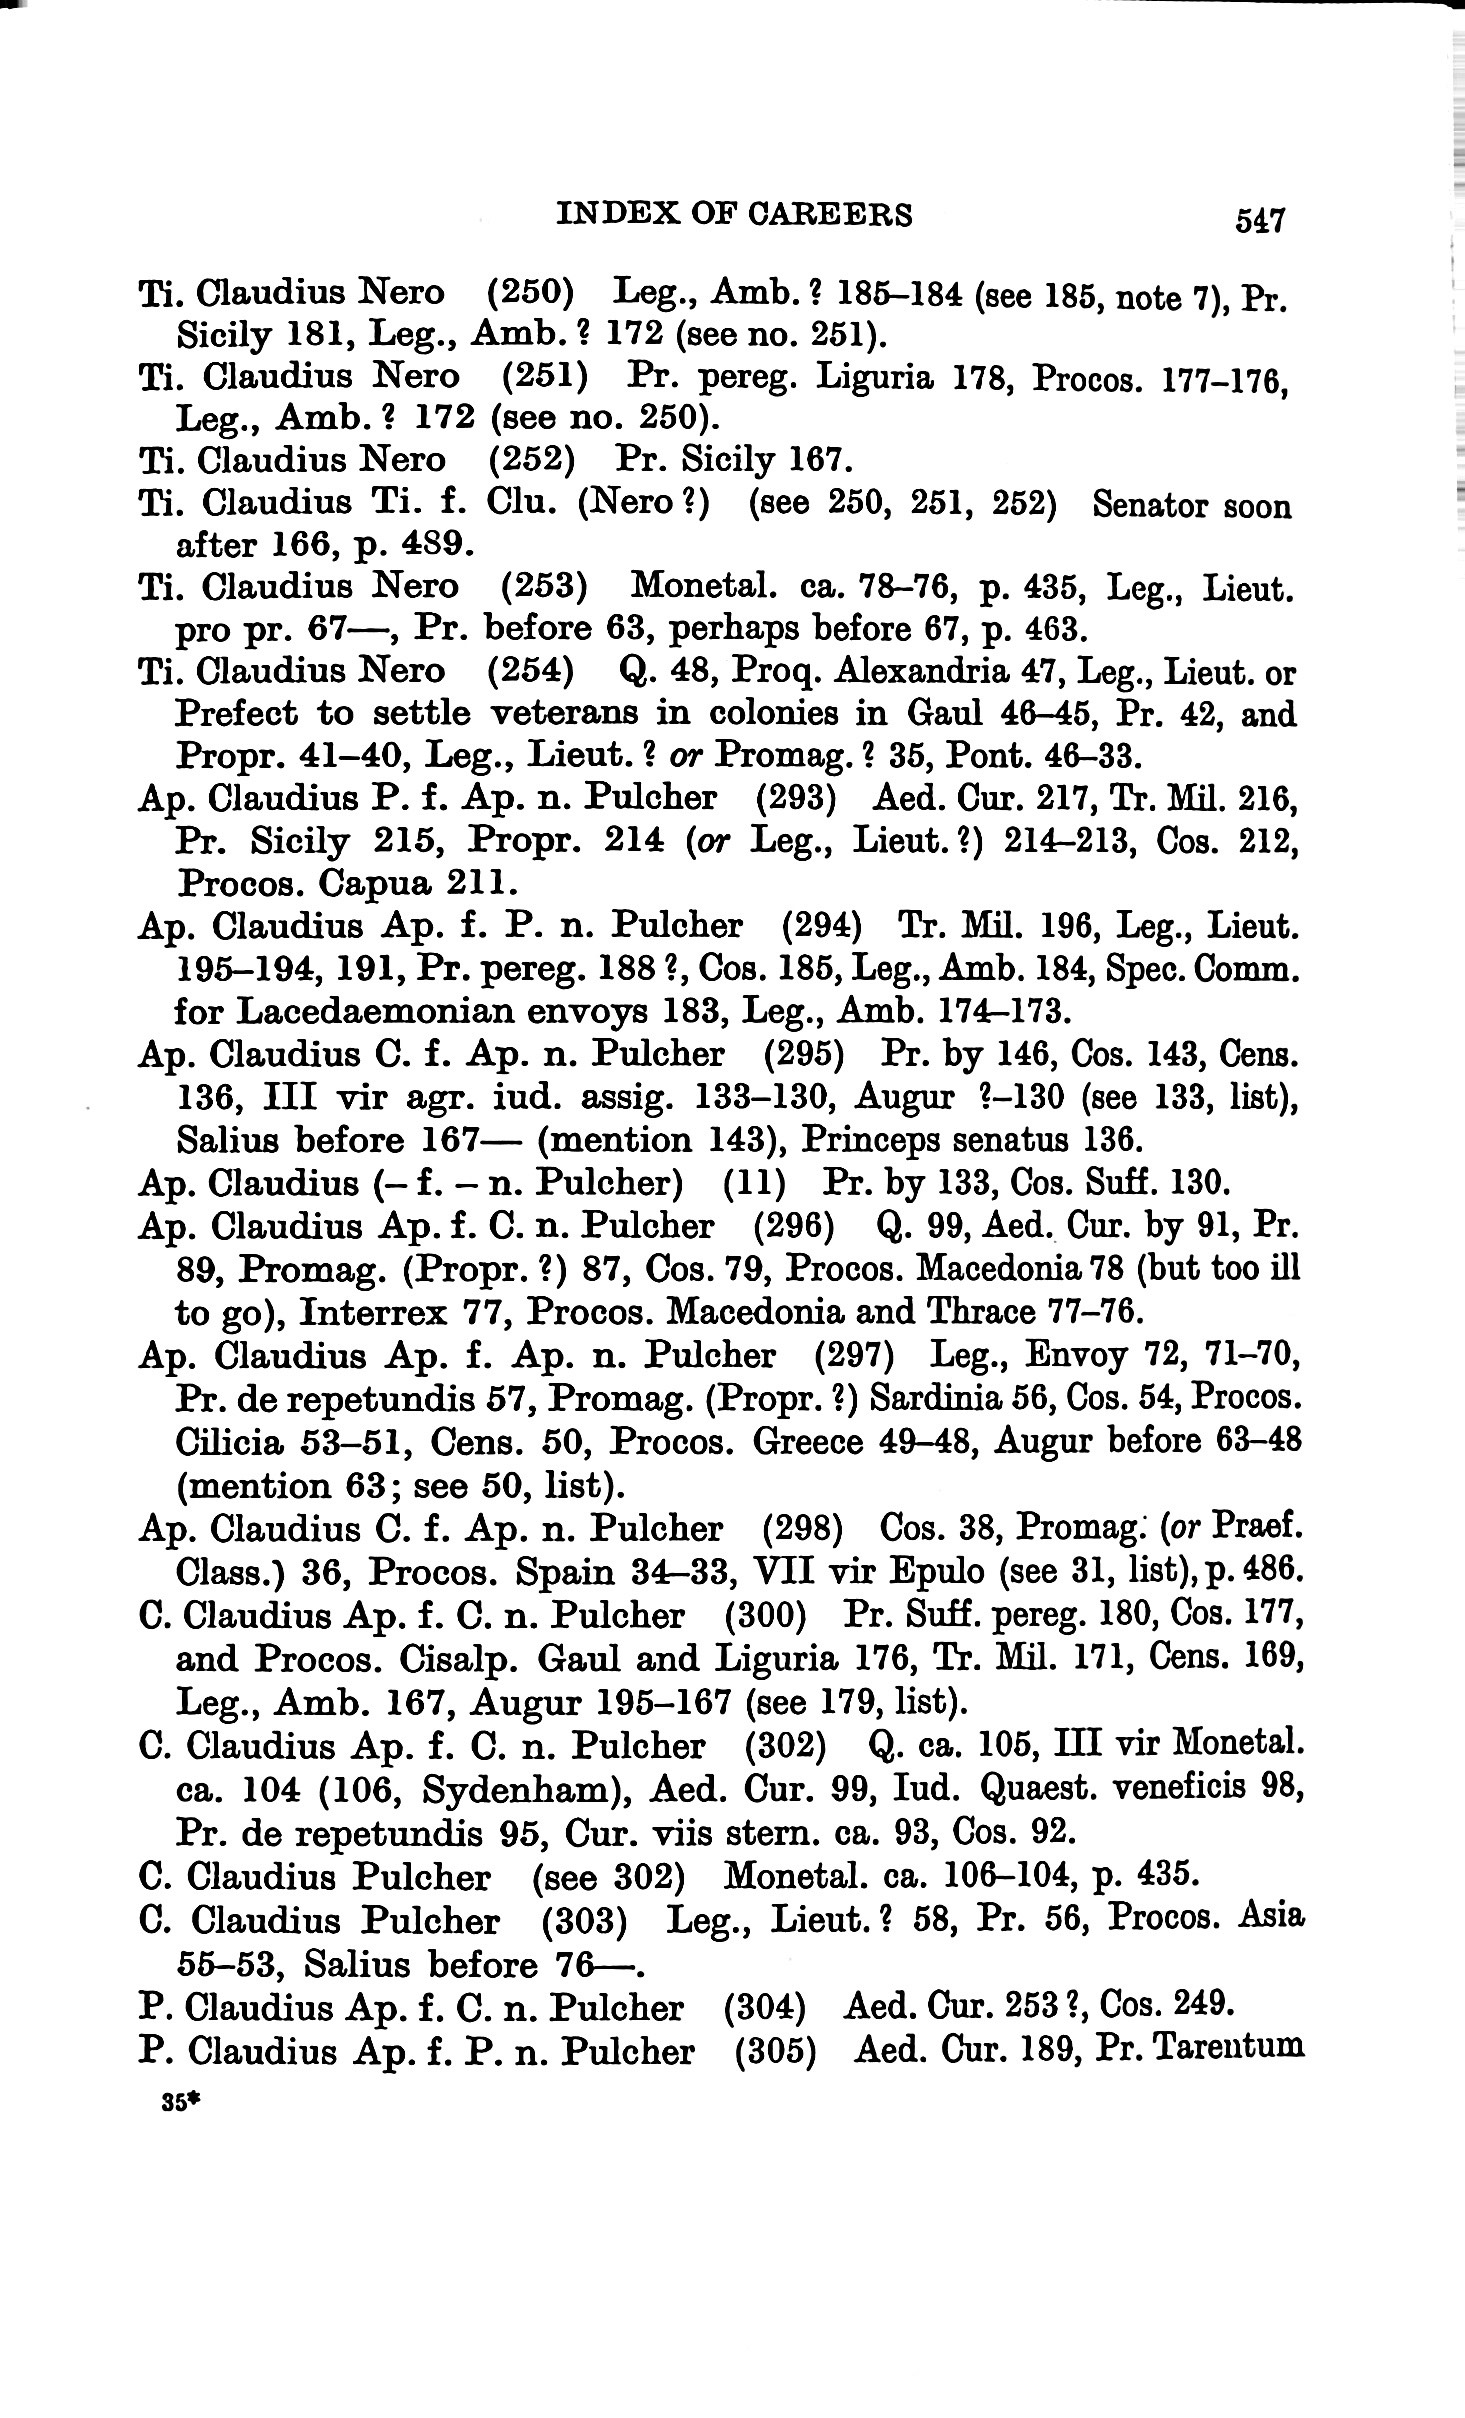 INDEX OF CAREERS 547
Ti. Claudius Nero (250) Leg., Amb. ? 185–184 (see 185, note 7), Pr.
Sicily 181, Leg., Amb. ? 172 (see no. 251).
Ti. Claudius Nero (251) Pr. pereg. Liguria 178, Procos. 177–176,
Leg., Amb. ? 172 (see no. 250).
Ti. Claudius Nero (252) Pr. Sicily 167.
Ti. Claudius Ti. f. Clu. (Nero ?) (see 250, 251, 252) Senator soon
after 166, p. 489.
Ti. Claudius Nero (253) Monetal. ca. 78–76, p. 435, Leg., Lieut.
pro pr. 67—, Pr. before 63, perhaps before 67, p. 463.
Ti. Claudius Nero (254) Q. 48, Proq. Alexandria 47, Leg., Lieut. or
Prefect to settle veterans in colonies in Gaul 46–45, Pr. 42, and
Propr. 41–40, Leg., Lieut. ? or Promag. ? 35, Pont. 46–33.
Ap. Claudius P. f. Ap. n. Pulcher (293) Aed. Cur. 217, Tr. Mil. 216,
Pr. Sicily 215, Propr. 214 (or Leg., Lieut. ?) 214–213, Cos. 212,
Procos. Capua 211.
Ap. Claudius Ap. f. P. n. Pulcher (294) Tr. Mil. 196, Leg., Lieut.
195–194, 191, Pr. pereg. 188 ?, Cos. 185, Leg., Amb. 184, Spec. Comm.
for Lacedaemonian envoys 183, Leg., Amb. 174–173.
Ap. Claudius C. f. Ap. n. Pulcher (295) Pr. by 146, Cos. 143, Cens.
136, III vir agr. iud. assig. 133–130, Augur ?–130 (see 133, list),
Salius before 167— (mention 143), Princeps senatus 136.
Ap. Claudius (– f. – n. Pulcher) (11) Pr. by 133, Cos. Suff. 130.
Ap. Claudius Ap. f. C. n. Pulcher (296) Q. 99, Aed. Cur. by 91, Pr.
89, Promag. (Propr. ?) 87, Cos. 79, Procos. Macedonia 78 (but too ill
to go), Interrex 77, Procos. Macedonia and Thrace 77–76.
Ap. Claudius Ap. f. Ap. n. Pulcher (297) Leg., Envoy 72, 71–70,
Pr. de repetundis 57, Promag. (Propr. ?) Sardinia 56, Cos. 54, Procos.
Cilicia 53–51, Cens. 50, Procos. Greece 49–48, Augur before 63–48
(mention 63; see 50, list).
Ap. Claudius C. f. Ap. n. Pulcher (298) Cos. 38, Promag. (or Praef.
Class.) 36, Procos. Spain 34–33, VII vir Epulo (see 31, list), p. 486.
C. Claudius Ap. f. C. n. Pulcher (300) Pr. Suff. pereg. 180, Cos. 177,
and Procos. Cisalp. Gaul and Liguria 176, Tr. Mil. 171, Cens. 169,
Leg., Amb. 167, Augur 195–167 (see 179, list).
C. Claudius Ap. f. C. n. Pulcher (302) Q. ca. 105, III vir Monetal.
ca. 104 (106, Sydenham), Aed. Cur. 99, Iud. Quaest. veneficis 98,
Pr. de repetundis 95, Cur. viis stern. ca. 93, Cos. 92.
C. Claudius Pulcher (see 302) Monetal. ca. 106–104, p. 435.
C. Claudius Pulcher (303) Leg., Lieut. ? 58, Pr. 56, Procos. Asia
55–53, Salius before 76—.
P. Claudius Ap. f. C. n. Pulcher (304) Aed. Cur. 253 ?, Cos. 249.
P. Claudius Ap. f. P. n. Pulcher (305) Aed. Cur. 189, Pr. Tarentum
35*